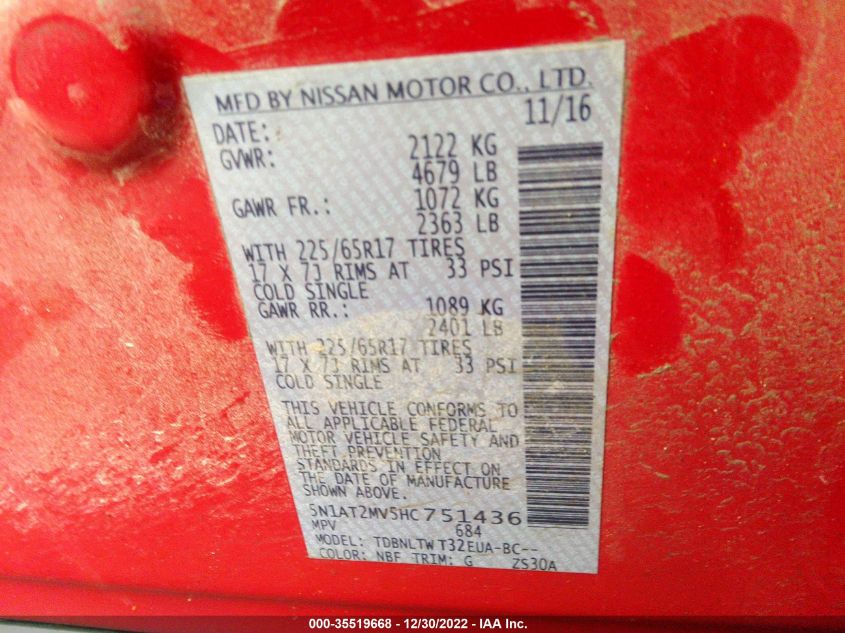 MFD BY NISSAN MOTOR CO., LTD.
DATE: 11/16
GVWR: 2122 KG
4679 LB
GAWR FR.: 1072 KG
2363 LB
WITH 225/65R17 TIRES
17 X 7J RIMS AT 33 PSI
COLD SINGLE
GAWR RR.: 1089 KG
2401 LB
WITH 225/65R17 TIRES
17 X 7J RIMS AT 33 PSI
COLD SINGLE
THIS VEHICLE CONFORMS TO
ALL APPLICABLE FEDERAL
MOTOR VEHICLE SAFETY AND
THEFT PREVENTION
STANDARDS IN EFFECT ON
THE DATE OF MANUFACTURE
SHOWN ABOVE.
5N1AT2MV5HC751436
MPV 684
MODEL: TDBNLTWT32EUA-BC--
COLOR: NBF TRIM: G ZS30A
000-35519668 - 12/30/2022 - IAA Inc.